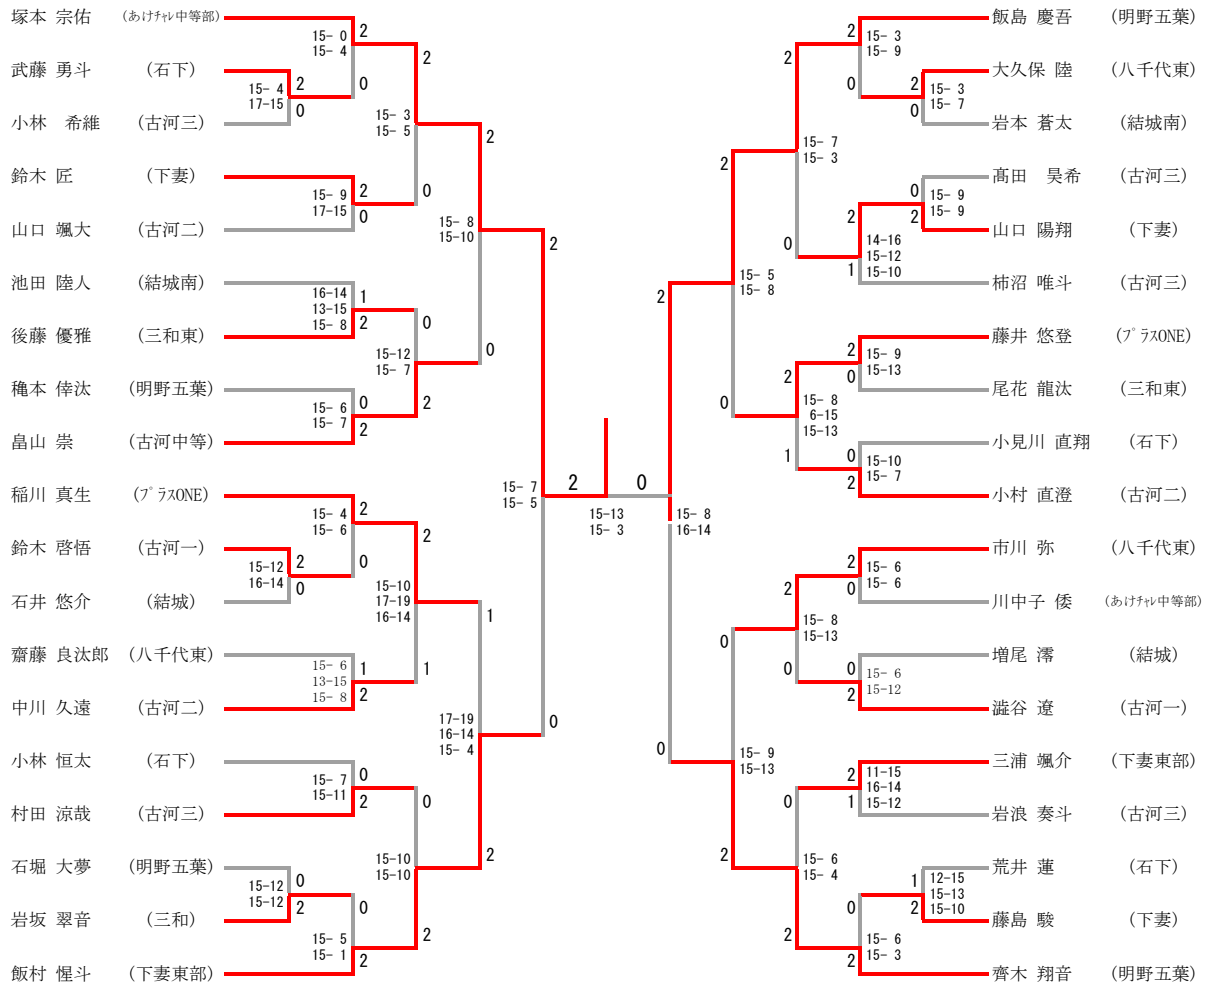 塚本 宗佑 (あけチャレ中等部)
武藤 勇斗 (石下)
小林 希維 (古河三)
鈴木 匠 (下妻)
山口 颯大 (古河二)
池田 陸人 (結城南)
後藤 優雅 (三和東)
穐本 倖汰 (明野五葉)
畠山 崇 (古河中等)
稲川 真生 (プラスONE)
鈴木 啓悟 (古河一)
石井 悠介 (結城)
齋藤 良汰郎 (八千代東)
中川 久遠 (古河二)
小林 恒太 (石下)
村田 涼哉 (古河三)
石堀 大夢 (明野五葉)
岩坂 翠音 (三和)
飯村 惺斗 (下妻東部)
15- 0 2
15- 4
0
15- 4 2
17-15
0
2
15- 3
15- 5
0
15- 9 2
17-15 0
2
15- 8
15-10
0
16-14 1
13-15
15- 8 2
0
15-12
15- 7
2
15- 6 0
15- 7
2
2
15- 7
15- 5
0
15- 4 2
15- 6
0
15-12 2
16-14
0
2
15-10
17-19
16-14
1
15- 6 1
13-15
15- 8 2
1
17-19
16-14
15- 4
2
15- 7 0
15-11 2
0
15-10
15-10
2
15-12 0
15-12
2
0
15- 5
15- 1
2
2 0
15-13
15- 3
飯島 慶吾 (明野五葉)
大久保 陸 (八千代東)
岩本 蒼太 (結城南)
髙田 昊希 (古河三)
山口 陽翔 (下妻)
柿沼 唯斗 (古河三)
藤井 悠登 (プラスONE)
尾花 龍汰 (三和東)
小見川 直翔 (石下)
小村 直澄 (古河二)
市川 弥 (八千代東)
川中子 倭 (あけチャレ中等部)
増尾 澪 (結城)
澁谷 遼 (古河一)
三浦 颯介 (下妻東部)
岩浪 奏斗 (古河三)
荒井 蓮 (石下)
藤島 駿 (下妻)
齊木 翔音 (明野五葉)
2 15- 3
15- 9
0
2 15- 3
0 15- 7
2
15- 7
15- 3
0
0 15- 9
2 15- 9
2
14-16
15-12
1 15-10
2
15- 5
15- 8
0
2 15- 9
0 15-13
2
15- 8
6-15
15-13
1
0 15-10
2 15- 7
2
15- 8
16-14
0
2 15- 6
0 15- 6
2
15- 8
15-13
0
0 15- 6
2 15-12
0
15- 9
15-13
2
2 11-15
16-14
1 15-12
0
15- 6
15- 4
2
1 12-15
15-13
2 15-10
0
15- 6
2 15- 3